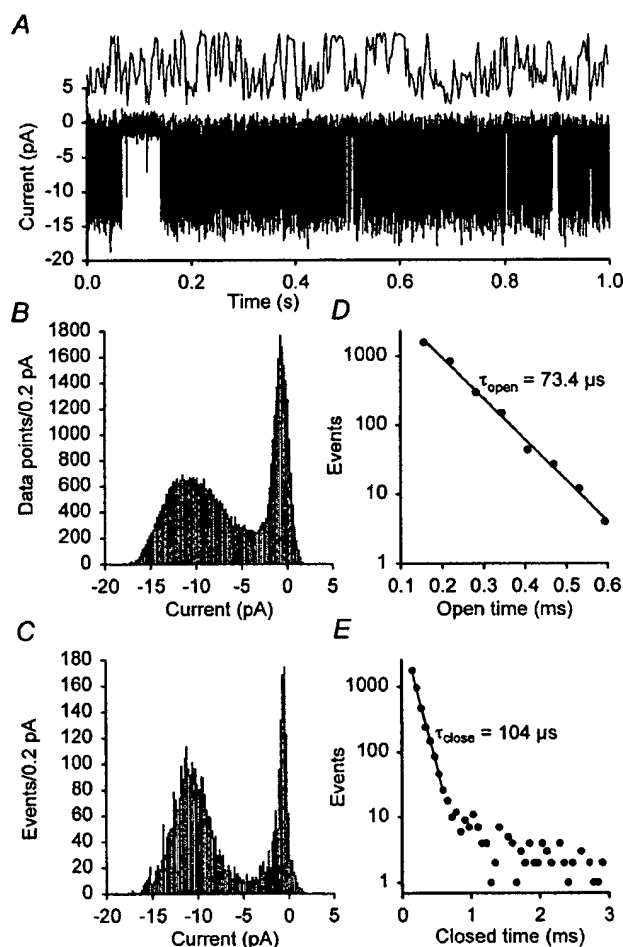 A
5
0
-5
-10
-15
-20
Current (pA)
0.0 0.2 0.4 0.6 0.8 1.0
Time (s)
B
1800
1600
1400
1200
1000
800
600
400
200
0
Data points/0.2 pA
-20 -15 -10 -5 0 5
Current (pA)
D
1000
100
10
1
Events
τopen = 73.4 µs
0.1 0.2 0.3 0.4 0.5 0.6
Open time (ms)
C
180
160
140
120
100
80
60
40
20
0
Events/0.2 pA
-20 -15 -10 -5 0 5
Current (pA)
E
1000
100
10
1
Events
τclose = 104 µs
0 1 2 3
Closed time (ms)